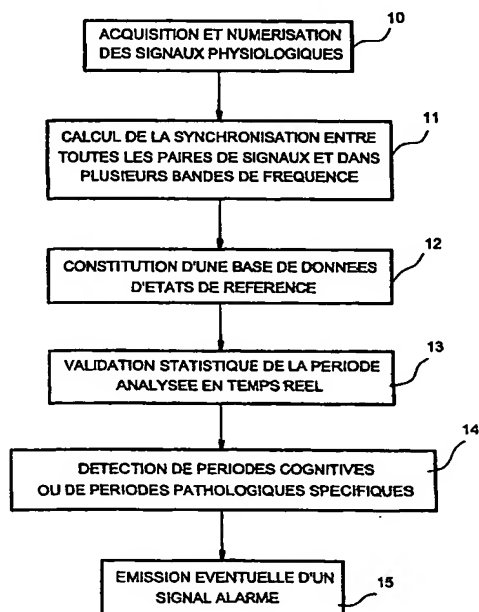 10
ACQUISITION ET NUMERISATION
DES SIGNAUX PHYSIOLOGIQUES
11
CALCUL DE LA SYNCHRONISATION ENTRE
TOUTES LES PAIRES DE SIGNAUX ET DANS
PLUSIEURS BANDES DE FREQUENCE
12
CONSTITUTION D'UNE BASE DE DONNEES
D'ETATS DE REFERENCE
13
VALIDATION STATISTIQUE DE LA PERIODE
ANALYSEE EN TEMPS REEL
14
DETECTION DE PERIODES COGNITIVES
OU DE PERIODES PATHOLOGIQUES SPECIFIQUES
EMISSION EVENTUELLE D'UN
SIGNAL ALARME
15